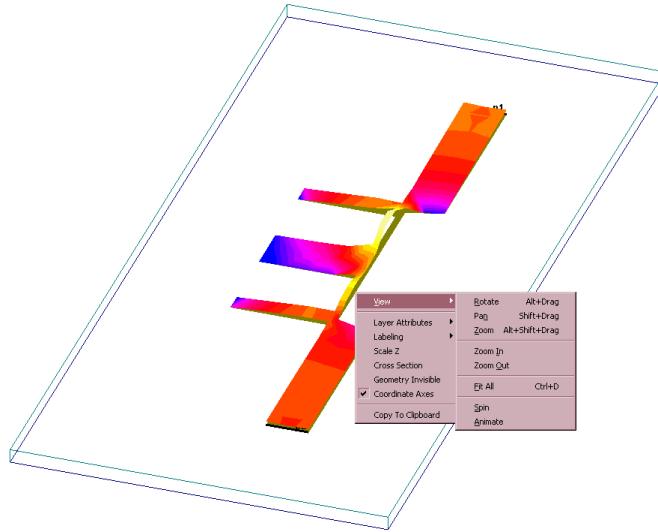 p1
View
Layer Attributes
Labeling
Scale Z
Cross Section
Geometry Invisible
Coordinate Axes
Copy To Clipboard
Rotate Alt+Drag
Pan Shift+Drag
Zoom Alt+Shift+Drag
Zoom In
Zoom Out
Fit All Ctrl+D
Spin
Animate